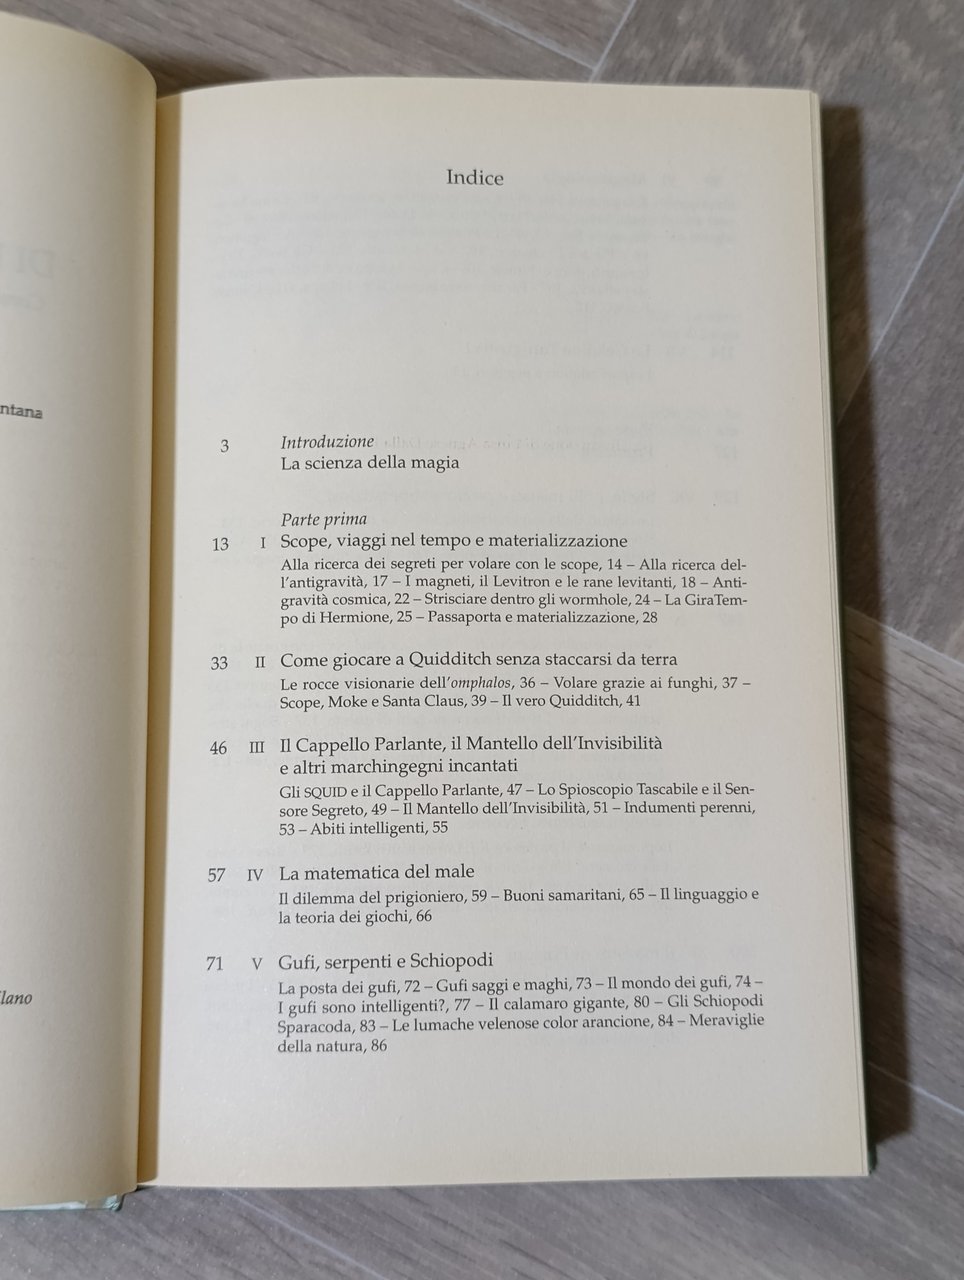 ntana
lano
Indice
3 Introduzione
La scienza della magia
Parte prima
13 I Scope, viaggi nel tempo e materializzazione
Alla ricerca dei segreti per volare con le scope, 14 – Alla ricerca del-
l'antigravità, 17 – I magneti, il Levitron e le rane levitanti, 18 – Anti-
gravità cosmica, 22 – Strisciare dentro gli wormhole, 24 – La GiraTem-
po di Hermione, 25 – Passaporta e materializzazione, 28
33 II Come giocare a Quidditch senza staccarsi da terra
Le rocce visionarie dell'omphalos, 36 – Volare grazie ai funghi, 37 –
Scope, Moke e Santa Claus, 39 – Il vero Quidditch, 41
46 III Il Cappello Parlante, il Mantello dell'Invisibilità
e altri marchingegni incantati
Gli SQUID e il Cappello Parlante, 47 – Lo Spioscopio Tascabile e il Sen-
sore Segreto, 49 – Il Mantello dell'Invisibilità, 51 – Indumenti perenni,
53 – Abiti intelligenti, 55
57 IV La matematica del male
Il dilemma del prigioniero, 59 – Buoni samaritani, 65 – Il linguaggio e
la teoria dei giochi, 66
71 V Gufi, serpenti e Schiopodi
La posta dei gufi, 72 – Gufi saggi e maghi, 73 – Il mondo dei gufi, 74 –
I gufi sono intelligenti?, 77 – Il calamaro gigante, 80 – Gli Schiopodi
Sparacoda, 83 – Le lumache velenose color arancione, 84 – Meraviglie
della natura, 86